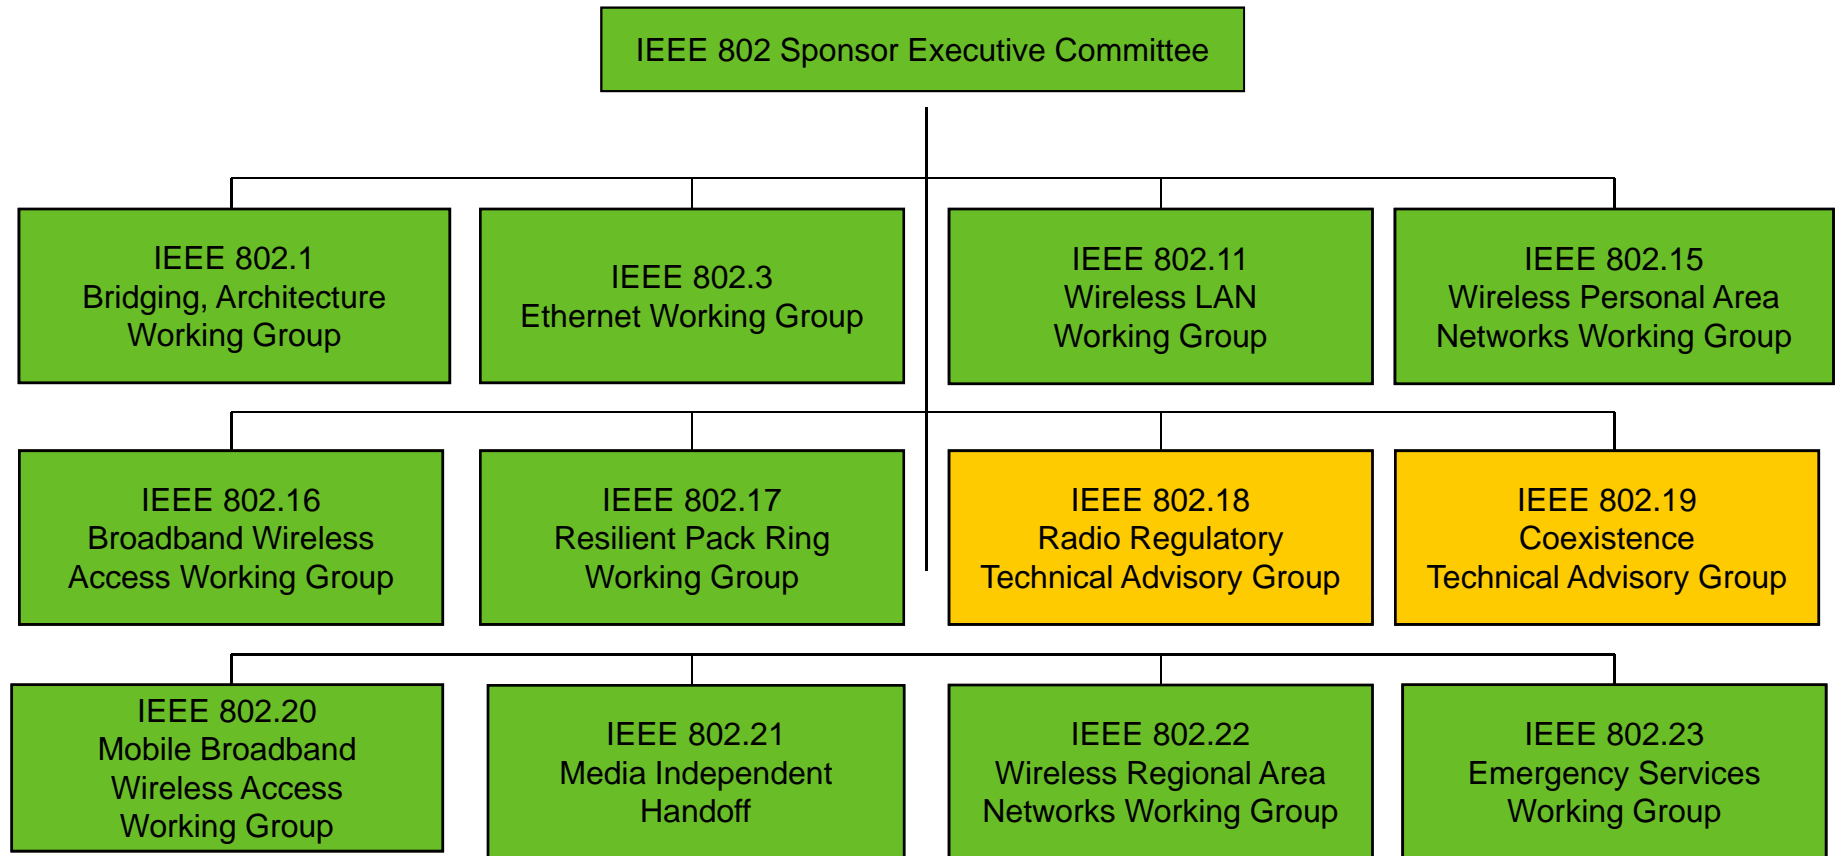 IEEE 802 Sponsor Executive Committee
IEEE 802.1
Bridging, Architecture
Working Group
IEEE 802.3
Ethernet Working Group
IEEE 802.11
Wireless LAN
Working Group
IEEE 802.15
Wireless Personal Area
Networks Working Group
IEEE 802.16
Broadband Wireless
Access Working Group
IEEE 802.17
Resilient Pack Ring
Working Group
IEEE 802.18
Radio Regulatory
Technical Advisory Group
IEEE 802.19
Coexistence
Technical Advisory Group
IEEE 802.20
Mobile Broadband
Wireless Access
Working Group
IEEE 802.21
Media Independent
Handoff
IEEE 802.22
Wireless Regional Area
Networks Working Group
IEEE 802.23
Emergency Services
Working Group